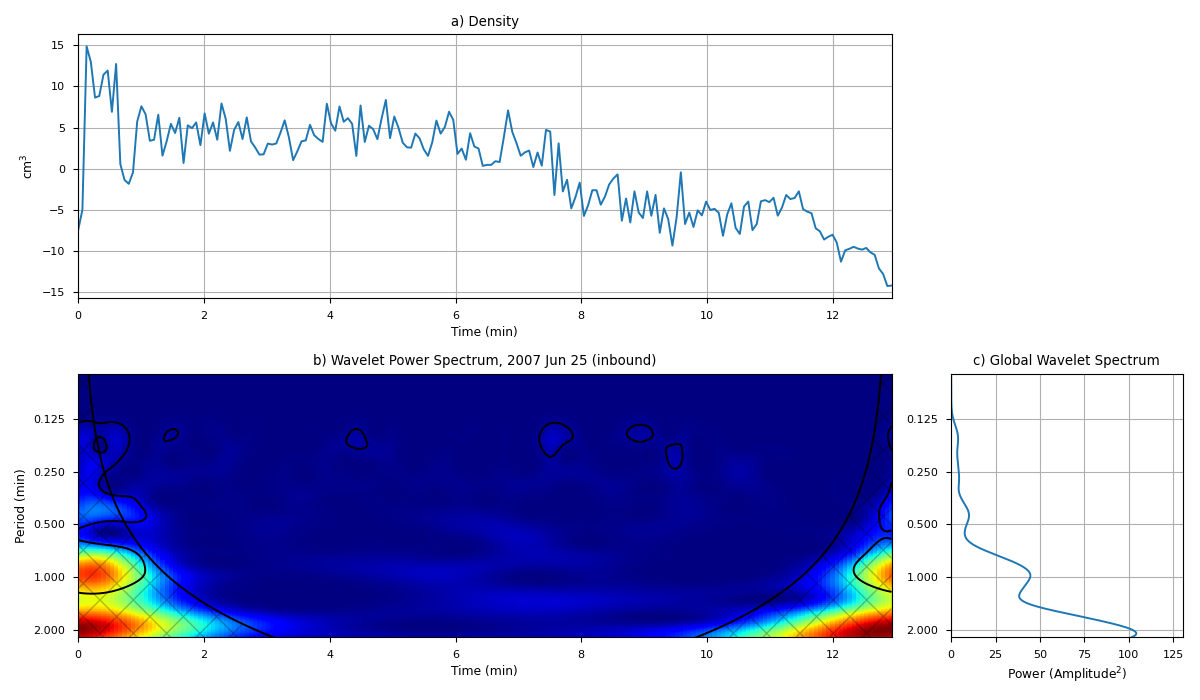 a) Density
15
10
5
0
−5
−10
−15
cm³
0 2 4 6 8 10 12
Time (min)
b) Wavelet Power Spectrum, 2007 Jun 25 (inbound)
0.125
0.250
0.500
1.000
2.000
Period (min)
0 2 4 6 8 10 12
Time (min)
c) Global Wavelet Spectrum
0.125
0.250
0.500
1.000
2.000
0 25 50 75 100 125
Power (Amplitude²)